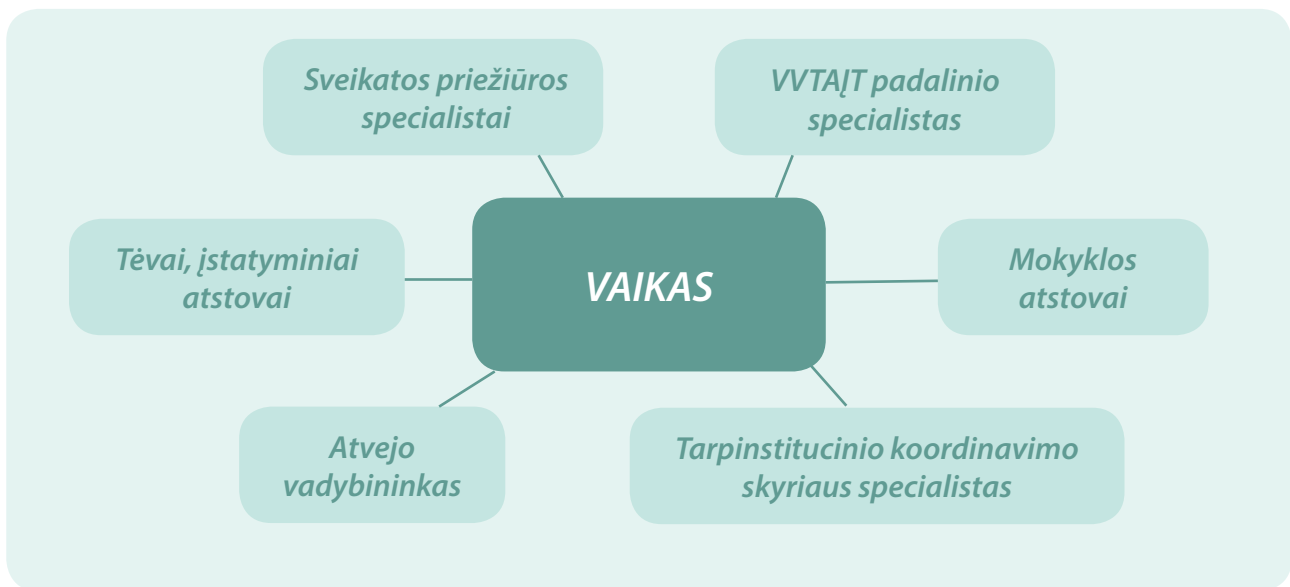 Sveikatos priežiūros
specialistai
VVTAĮT padalinio
specialistas
Tėvai, įstatyminiai
atstovai
VAIKAS
Mokyklos
atstovai
Atvejo
vadybininkas
Tarpinstitucinio koordinavimo
skyriaus specialistas